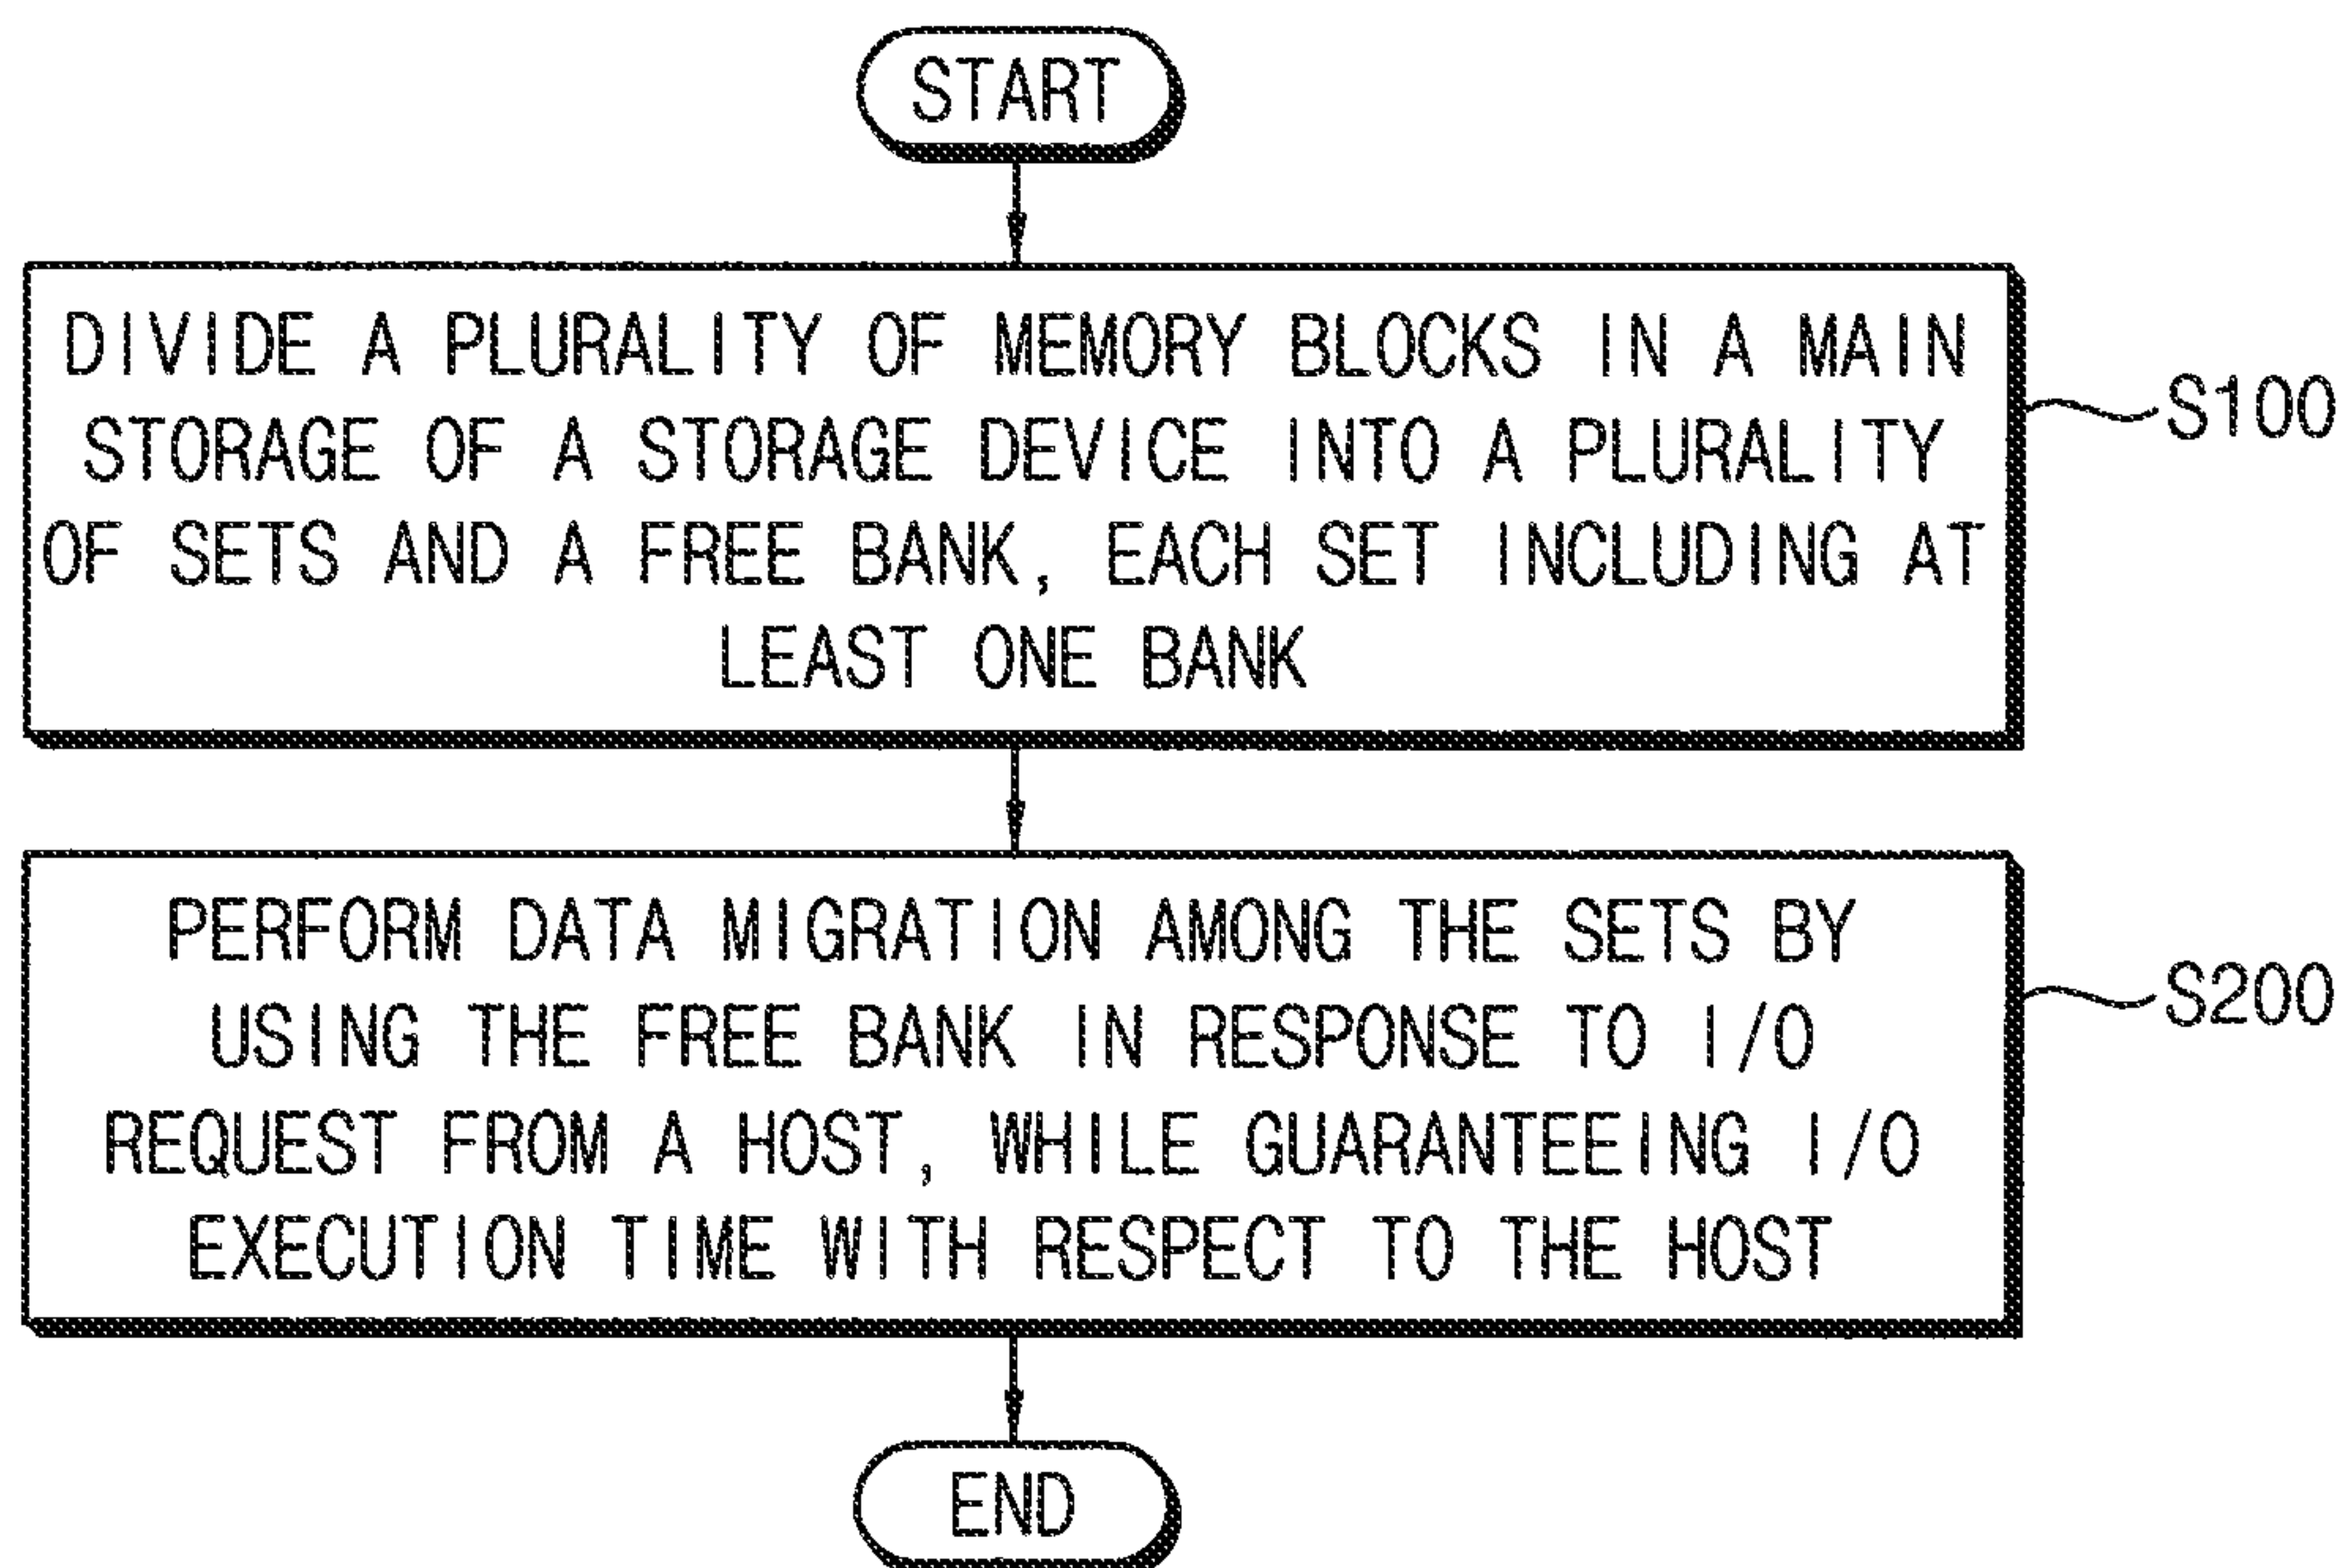 START
DIVIDE A PLURALITY OF MEMORY BLOCKS IN A MAIN
STORAGE OF A STORAGE DEVICE INTO A PLURALITY
OF SETS AND A FREE BANK, EACH SET INCLUDING AT
LEAST ONE BANK
S100
PERFORM DATA MIGRATION AMONG THE SETS BY
USING THE FREE BANK IN RESPONSE TO I/O
REQUEST FROM A HOST, WHILE GUARANTEEING I/O
EXECUTION TIME WITH RESPECT TO THE HOST
S200
END